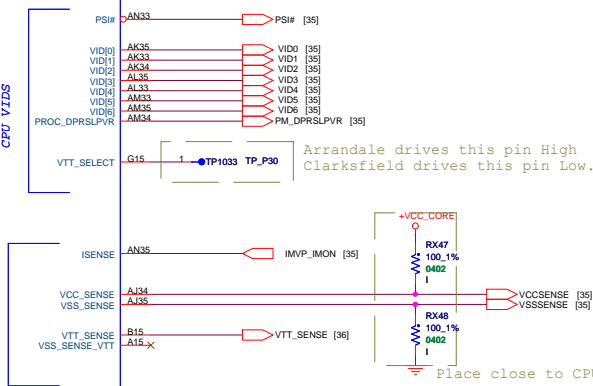 CPU VIDS
PSI# AN33 PSI# [35]
VID[0] AK35 VID0 [35]
VID[1] AK33 VID1 [35]
VID[2] AK34 VID2 [35]
VID[3] AL35 VID3 [35]
VID[4] AL33 VID4 [35]
VID[5] AM33 VID5 [35]
VID[6] AM35 VID6 [35]
PROC_DPRSLPVR AM34 PM_DPRSLPVR [35]
VTT_SELECT G15 1 TP1033 TP_P30
Arrandale drives this pin High
Clarksfield drives this pin Low.
+VCC_CORE
ISENSE AN35 IMVP_IMON [35]
RX47
100_1%
0402
I
VCC_SENSE AJ34 VCCSENSE [35]
VSS_SENSE AJ35 VSSSENSE [35]
RX48
100_1%
0402
I
VTT_SENSE B15 VTT_SENSE [36]
VSS_SENSE_VTT A15
Place close to CPU